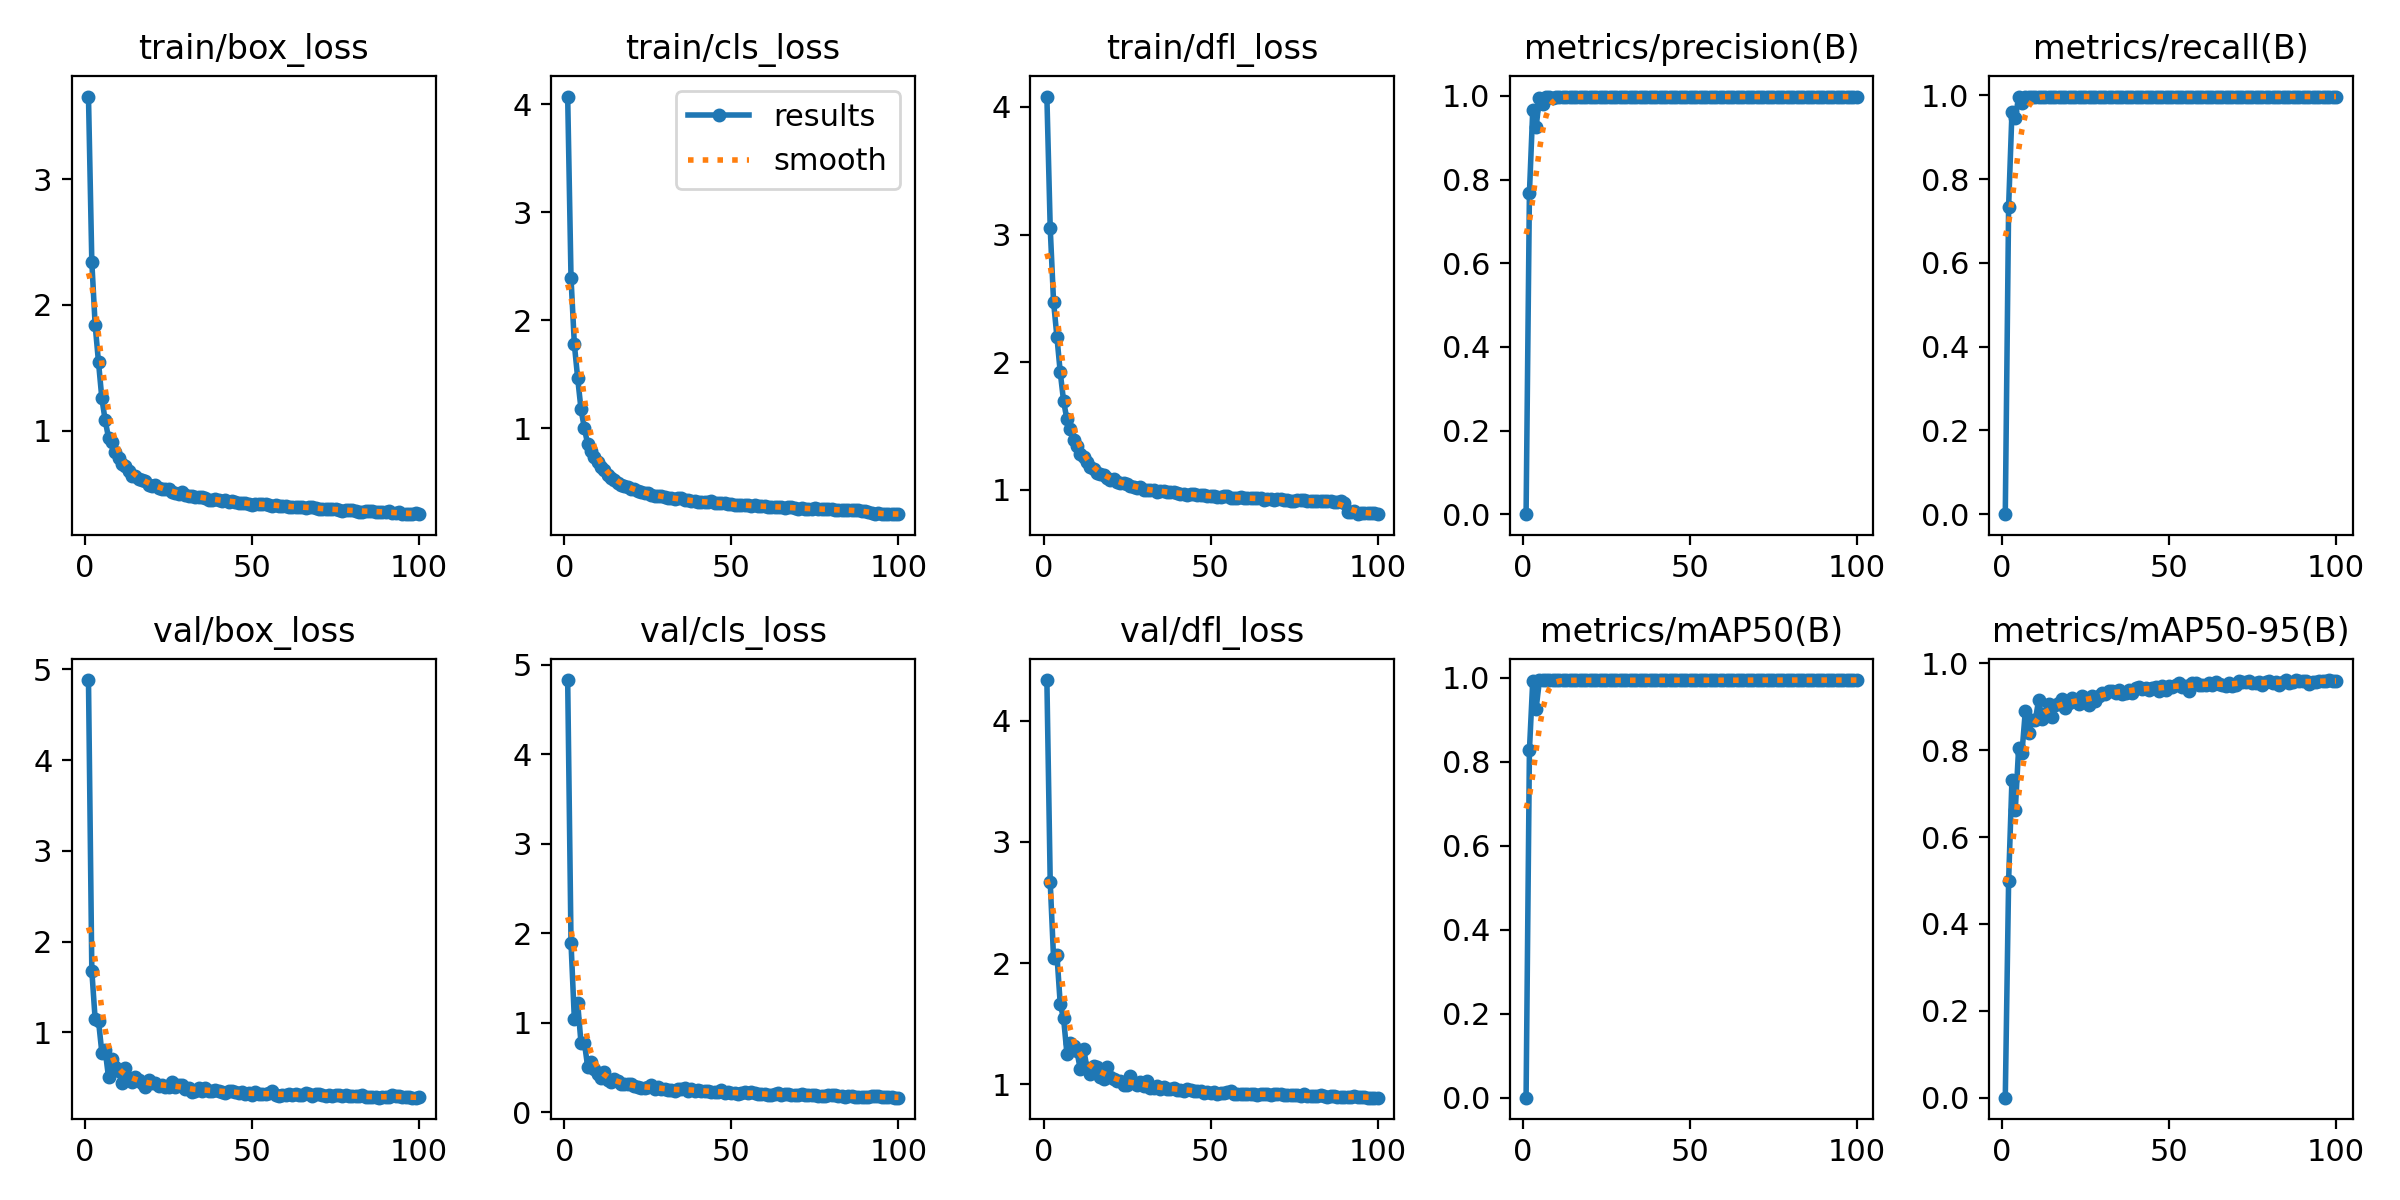 train/box_loss
3
2
1
0 50 100
train/cls_loss
results
smooth
4
3
2
1
0 50 100
train/dfl_loss
4
3
2
1
0 50 100
metrics/precision(B)
1.0
0.8
0.6
0.4
0.2
0.0
0 50 100
metrics/recall(B)
1.0
0.8
0.6
0.4
0.2
0.0
0 50 100
val/box_loss
5
4
3
2
1
0 50 100
val/cls_loss
5
4
3
2
1
0
0 50 100
val/dfl_loss
4
3
2
1
0 50 100
metrics/mAP50(B)
1.0
0.8
0.6
0.4
0.2
0.0
0 50 100
metrics/mAP50-95(B)
1.0
0.8
0.6
0.4
0.2
0.0
0 50 100